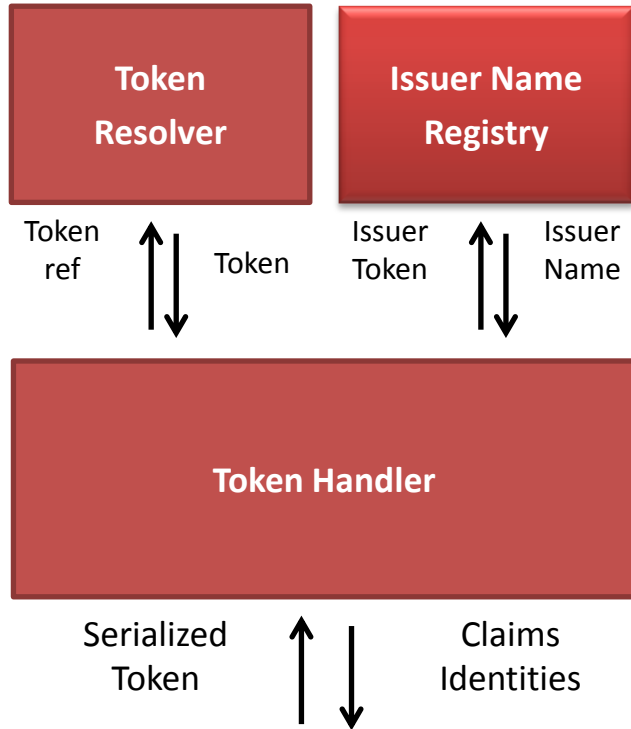 Token
Resolver
Issuer Name
Registry
Token
ref
Token
Issuer
Token
Issuer
Name
Token Handler
Serialized
Token
Claims
Identities